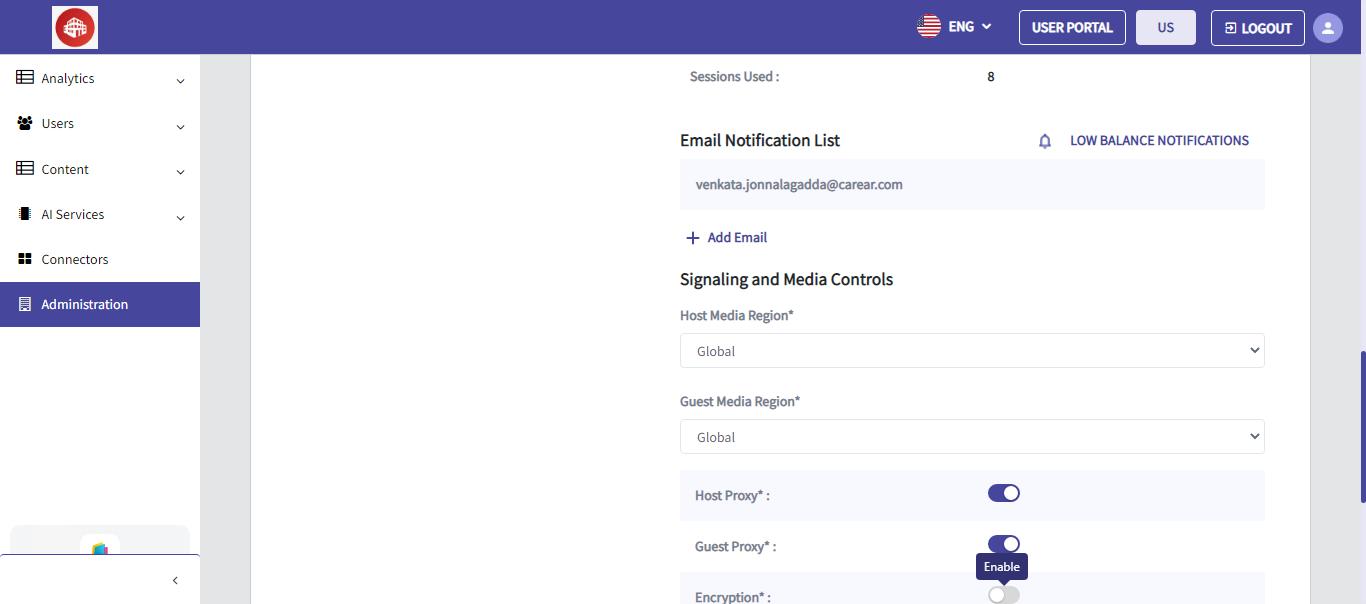 ENG
USER PORTAL
US
LOGOUT
Analytics
Users
Content
AI Services
Connectors
Administration
Sessions Used : 8
Email Notification List
LOW BALANCE NOTIFICATIONS
venkata.jonnalagadda@carear.com
+ Add Email
Signaling and Media Controls
Host Media Region*
Global
Guest Media Region*
Global
Host Proxy* :
Guest Proxy* :
Enable
Encryption* :